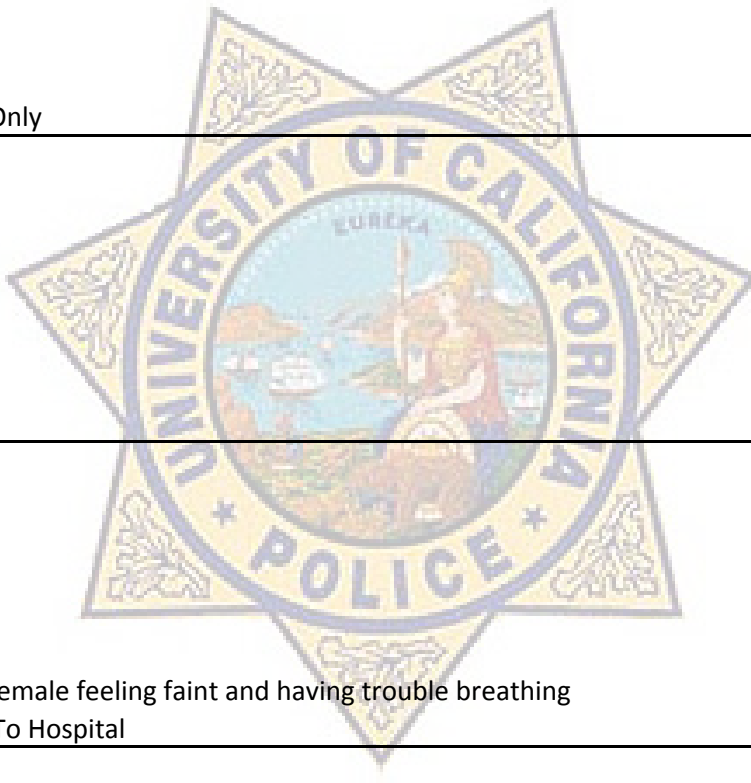 Only
UNIVERSITY OF CALIFORNIA
EUREKA
POLICE
emale feeling faint and having trouble breathing
To Hospital